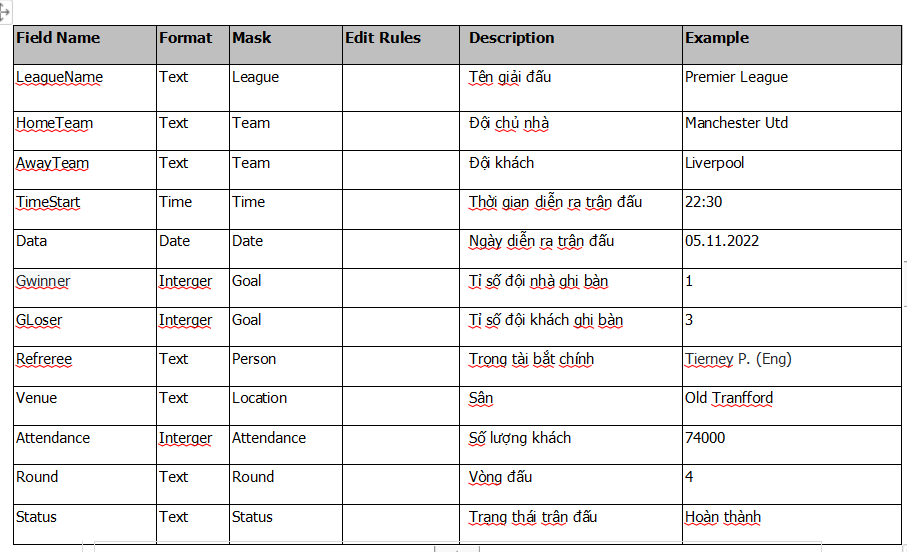 Field Name Format Mask Edit Rules Description Example
LeagueName Text League Tên giải đấu Premier League
HomeTeam Text Team Đội chủ nhà Manchester Utd
AwayTeam Text Team Đội khách Liverpool
TimeStart Time Time Thời gian diễn ra trận đấu 22:30
Data Date Date Ngày diễn ra trận đấu 05.11.2022
Gwinner Interger Goal Tỉ số đội nhà ghi bàn 1
GLoser Interger Goal Tỉ số đội khách ghi bàn 3
Refreree Text Person Trọng tài bắt chính Tierney P. (Eng)
Venue Text Location Sân Old Tranfford
Attendance Interger Attendance Số lượng khách 74000
Round Text Round Vòng đấu 4
Status Text Status Trạng thái trận đấu Hoàn thành